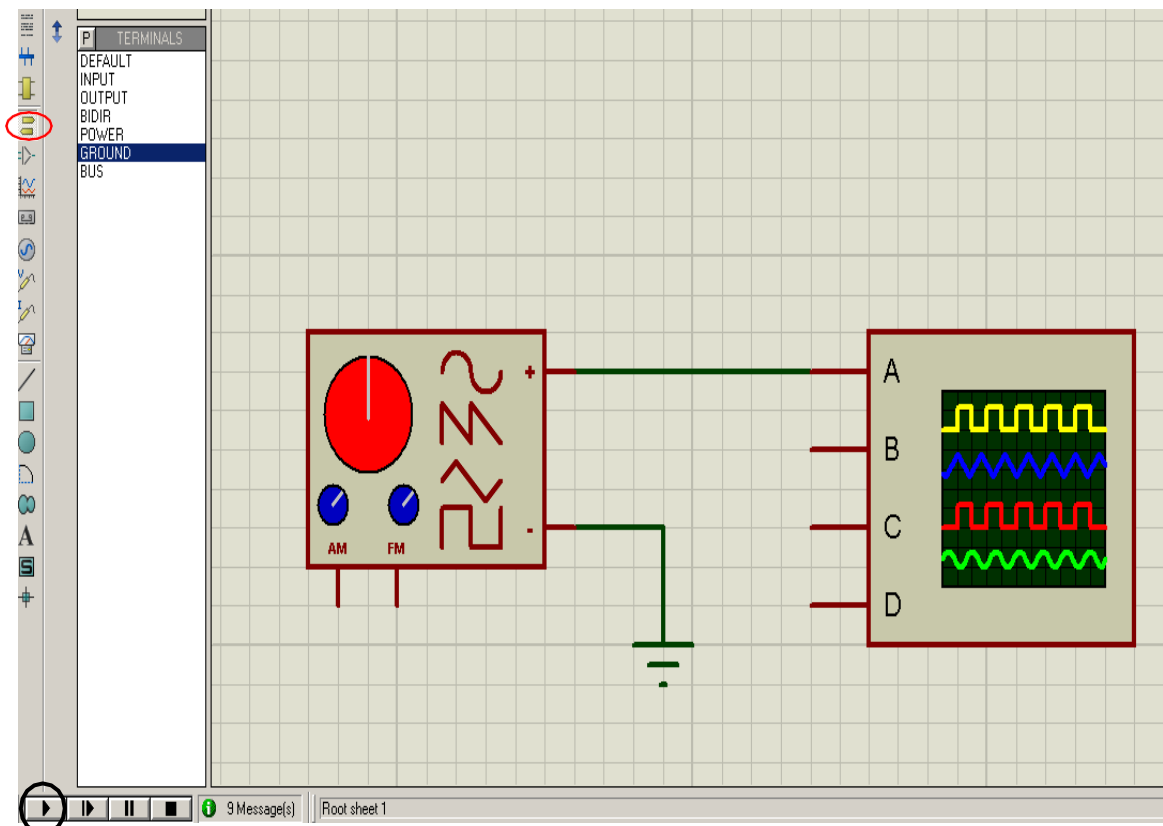 P TERMINALS
DEFAULT
INPUT
OUTPUT
BIDIR
POWER
GROUND
BUS
A
S
+
-
AM FM
A
B
C
D
9 Message(s) Root sheet 1